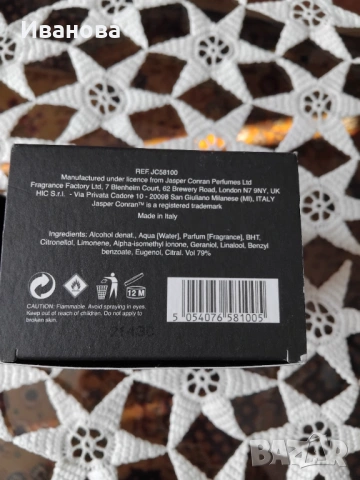 Иванова
REF.JC58100
Manufactured under licence from Jasper Conran Perfumes Ltd
Fragrance Factory Ltd, 7 Blenheim Court, 62 Brewery Road, London N7 9NY, UK
HIC S.r.l. - Via Privata Cadore 10 - 20098 San Giuliano Milanese (MI), ITALY
Jasper Conran™ is a registered trademark
Made in Italy
Ingredients: Alcohol denat., Aqua [Water], Parfum [Fragrance], BHT,
Citronellol, Limonene, Alpha-isomethyl ionone, Geraniol, Linalool, Benzyl
benzoate, Eugenol, Citral. Vol 79%
12 M
CAUTION: Flammable. Avoid spraying in eyes.
Keep out of reach of children. Do not apply to
broken skin.
5 054076 581005
BAZAR